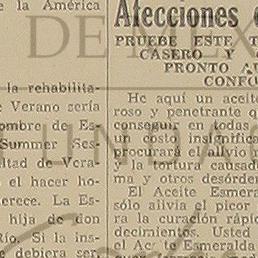 e la América
la rehabilita-
e Verano sería
ombre de Es-
Summer Ses-
ltad de Vera-
el hacer ho-
erece. La Es-
hija de don
Río. Si la ins-
e debiera ser
Afecciones
PRUEBE ESTE
CASERO Y
PRONTO
CONF
He aquí un aceite
roso y penetrante q
conseguir en todas
un costo insignifica
procurará el alivio
y la tortura causad
ma y otros desórde
El Aceite Esmera
sólo alivia el picor
ra la curación rápi
decimientos. Usted
el Aceite Esmeralda